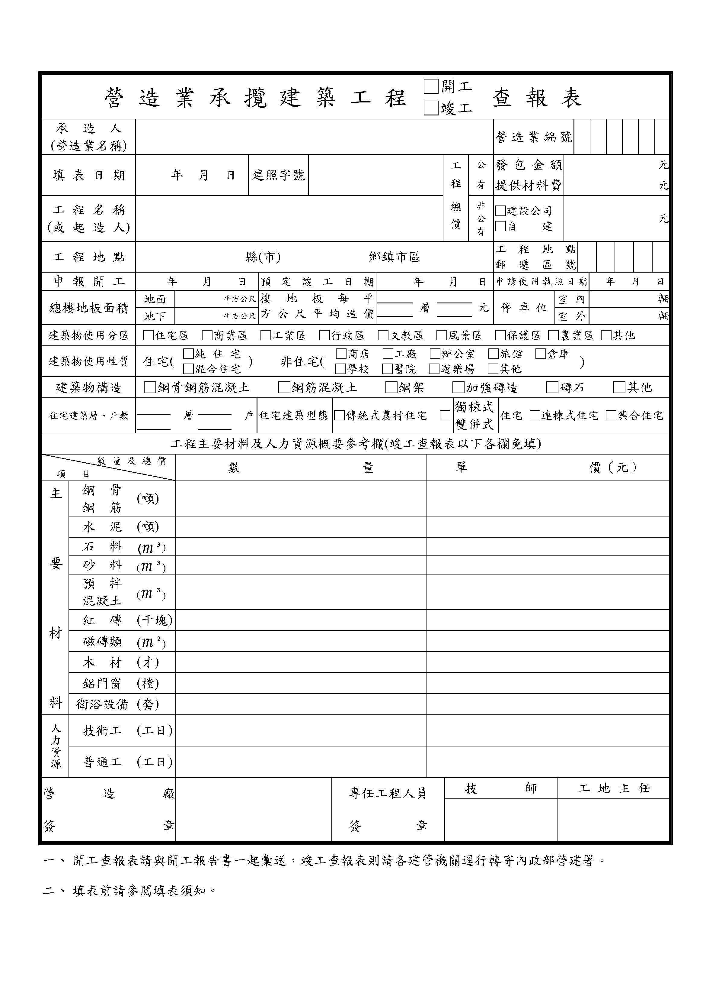 營造業承攬建築工程 □開工 □竣工 查報表
承造人
(營造業名稱)
營造業編號
填表日期 年 月 日 建照字號
工程總價 公有 發包金額 元
提供材料費 元
工程名稱
(或起造人)
非公有 □建設公司
□自建 元
工程地點 縣(市) 鄉鎮市區
工程地點
郵遞區號
申報開工 年 月 日 預定竣工日期 年 月 日 申請使用執照日期 年 月 日
總樓地板面積 地面 平方公尺
地下 平方公尺
樓地板每平
方公尺平均造價
層 元
停車位 室內 輛
室外 輛
建築物使用分區 □住宅區 □商業區 □工業區 □行政區 □文教區 □風景區 □保護區 □農業區 □其他
建築物使用性質 住宅( □純住宅 □混合住宅 ) 非住宅( □商店 □工廠 □辦公室 □旅館 □倉庫
□學校 □醫院 □遊樂場 □其他 )
建築物構造 □鋼骨鋼筋混凝土 □鋼筋混凝土 □鋼架 □加強磚造 □磚石 □其他
住宅建築層、戶數 層 戶 住宅建築型態 □傳統式農村住宅 □獨棟式 雙併式 住宅 □連棟式住宅 □集合住宅
工程主要材料及人力資源概要參考欄(竣工查報表以下各欄免填)
數量及總價
項目
數量 單價（元）
主要材料
鋼骨
鋼筋 (噸)
水泥 (噸)
石料 (m³)
砂料 (m³)
預拌
混凝土 (m³)
紅磚 (千塊)
磁磚類 (m²)
木材 (才)
鋁門窗 (樘)
衛浴設備 (套)
人力資源
技術工 (工日)
普通工 (工日)
營造廠
簽章
專任工程人員
簽章
技師 工地主任
一、開工查報表請與開工報告書一起彙送，竣工查報表則請各建管機關逕行轉寄內政部營建署。
二、填表前請參閱填表須知。